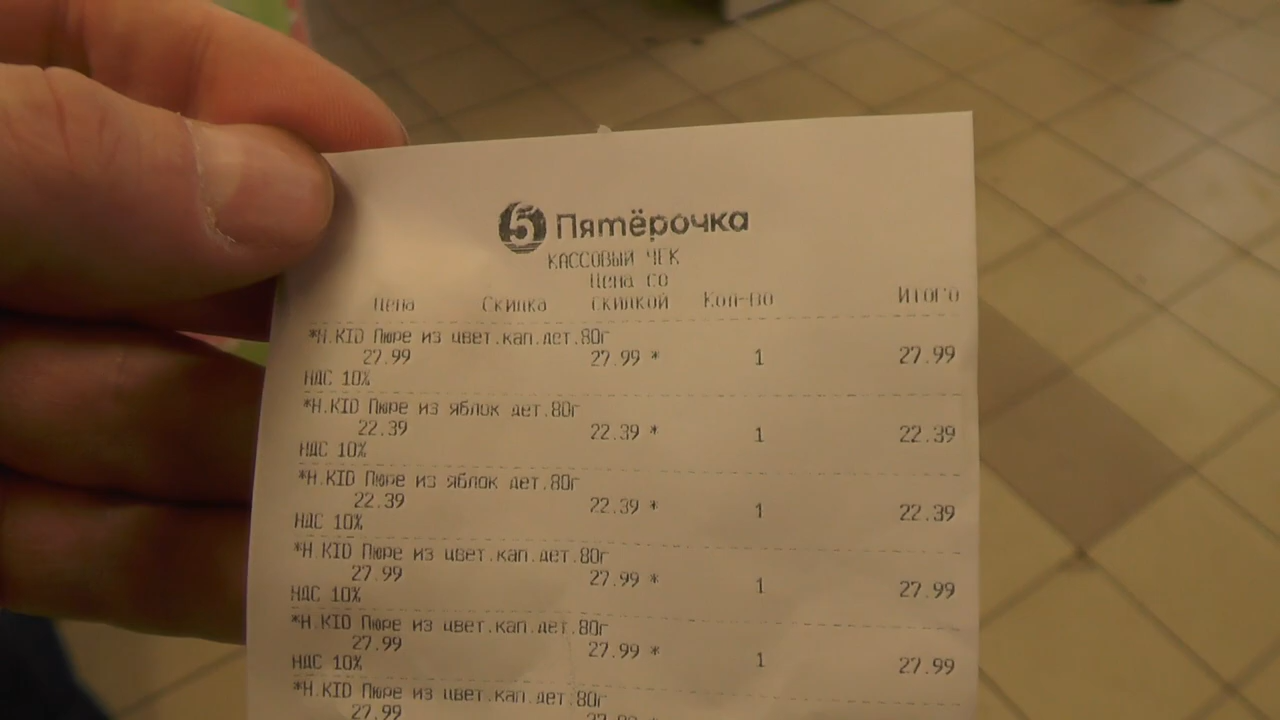 5 Пятёрочка
КАССОВЫЙ ЧЕК
Цена Скидка Цена со скидкой Кол-во Итого
*H.KID Пюре из цвет.кап.дет.80г
27.99 27.99 * 1 27.99
НДС 10%
*H.KID Пюре из яблок дет.80г
22.39 22.39 * 1 22.39
НДС 10%
*H.KID Пюре из яблок дет.80г
22.39 22.39 * 1 22.39
НДС 10%
*H.KID Пюре из цвет.кап.дет.80г
27.99 27.99 * 1 27.99
НДС 10%
*H.KID Пюре из цвет.кап.дет.80г
27.99 27.99 * 1 27.99
НДС 10%
*H.KID Пюре из цвет.кап.дет.80г
27.99